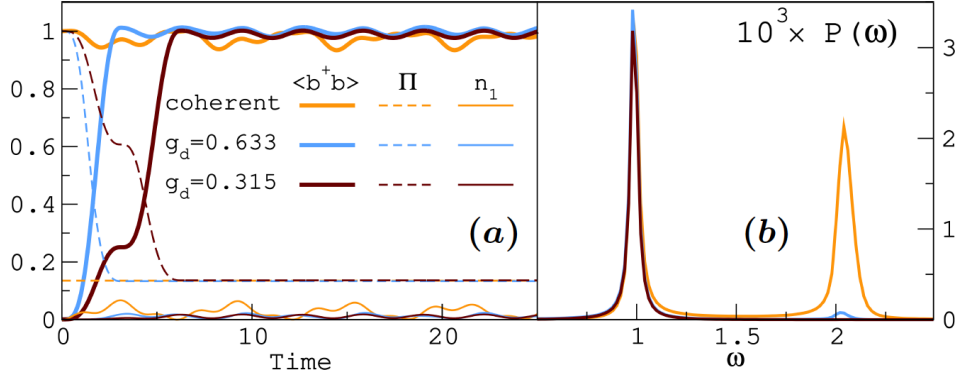 1
0.8
0.6
0.4
0.2
0
0 10 20
Time
<b⁺b> Π n₁
coherent
g_d=0.633
g_d=0.315
(a)
10³× P(ω)
(b)
3
2
1
0
1 1.5 2
ω